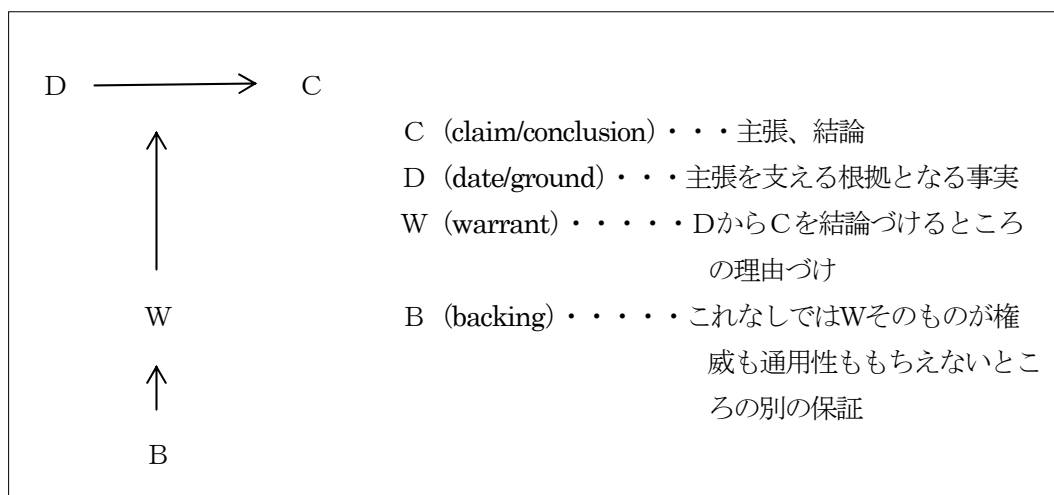 D C
C (claim/conclusion)・・・主張、結論
D (date/ground)・・・主張を支える根拠となる事実
W (warrant)・・・・・DからCを結論づけるところ
の理由づけ
W
B (backing)・・・・・これなしではWそのものが権
威も通用性ももちえないとこ
ろの別の保証
B